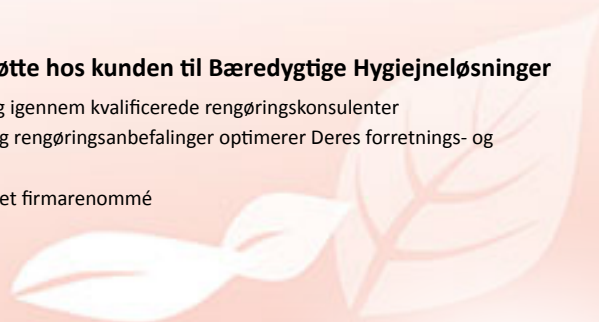 øtte hos kunden til Bæredygtige Hygiejneløsninger
g igennem kvalificerede rengøringskonsulenter
g rengøringsanbefalinger optimerer Deres forretnings- og
et firmarenommé